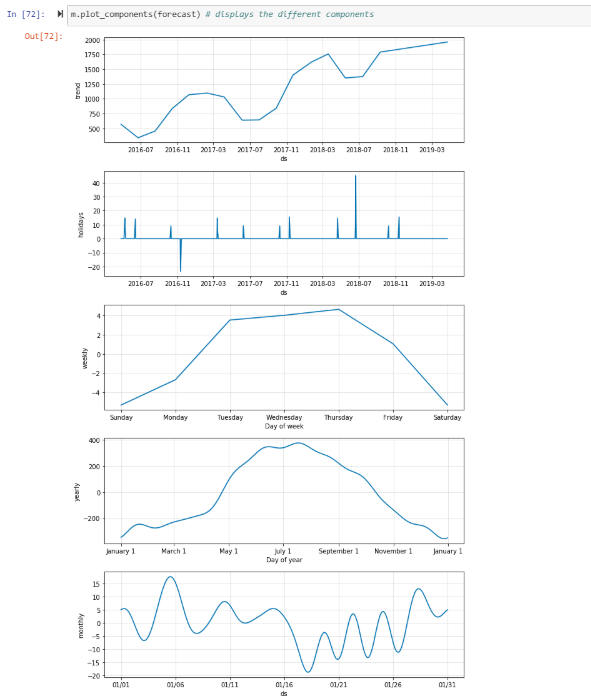 In [72]: m.plot_components(forecast) # displays the different components
Out[72]:
2000
1750
1500
1250
1000
750
500
trend
2016-07 2016-11 2017-03 2017-07 2017-11 2018-03 2018-07 2018-11 2019-03
ds
40
30
20
10
0
−10
−20
holidays
2016-07 2016-11 2017-03 2017-07 2017-11 2018-03 2018-07 2018-11 2019-03
ds
4
2
0
−2
−4
weekly
Sunday Monday Tuesday Wednesday Thursday Friday Saturday
Day of week
400
200
0
−200
yearly
January 1 March 1 May 1 July 1 September 1 November 1 January 1
Day of year
15
10
5
0
−5
−10
−15
−20
monthly
01/01 01/06 01/11 01/16 01/21 01/26 01/31
ds